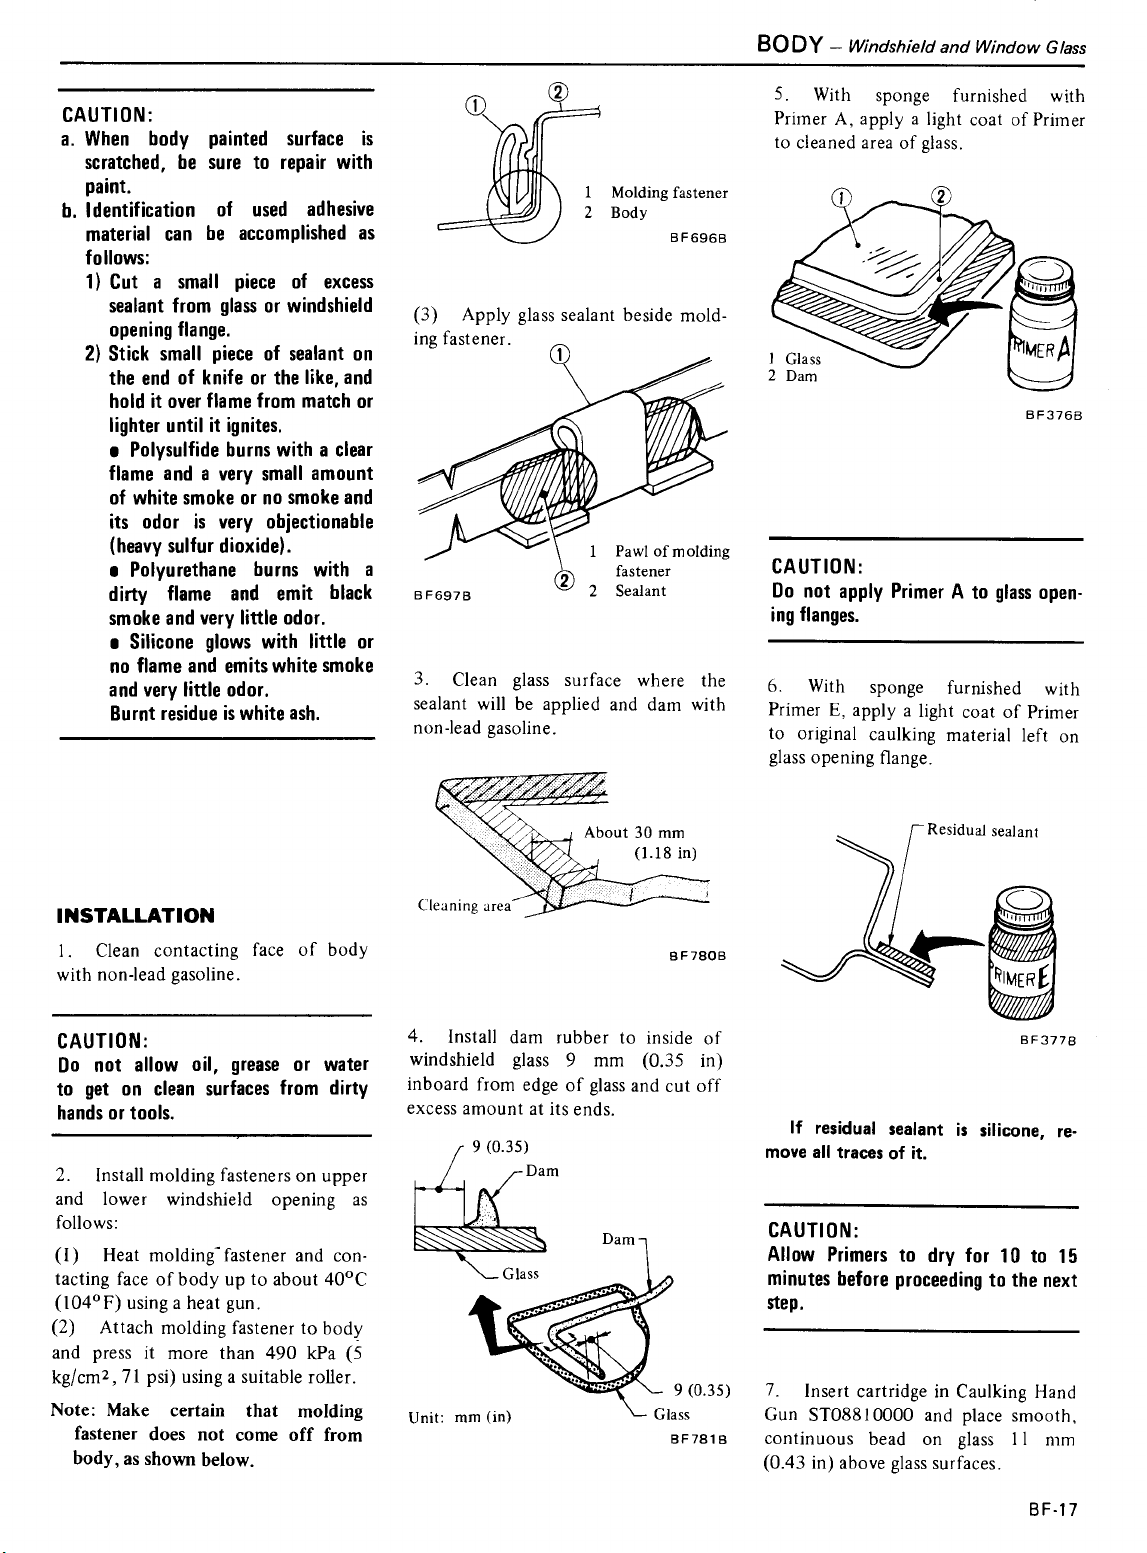 BODY – Windshield and Window Glass
CAUTION:
a. When body painted surface is
scratched, be sure to repair with
paint.
b. Identification of used adhesive
material can be accomplished as
follows:
1) Cut a small piece of excess
sealant from glass or windshield
opening flange.
2) Stick small piece of sealant on
the end of knife or the like, and
hold it over flame from match or
lighter until it ignites.
• Polysulfide burns with a clear
flame and a very small amount
of white smoke or no smoke and
its odor is very objectionable
(heavy sulfur dioxide).
• Polyurethane burns with a
dirty flame and emit black
smoke and very little odor.
• Silicone glows with little or
no flame and emits white smoke
and very little odor.
Burnt residue is white ash.
INSTALLATION
1. Clean contacting face of body
with non-lead gasoline.
CAUTION:
Do not allow oil, grease or water
to get on clean surfaces from dirty
hands or tools.
2. Install molding fasteners on upper
and lower windshield opening as
follows:
(1) Heat molding fastener and con-
tacting face of body up to about 40°C
(104°F) using a heat gun.
(2) Attach molding fastener to body
and press it more than 490 kPa (5
kg/cm2, 71 psi) using a suitable roller.
Note: Make certain that molding
fastener does not come off from
body, as shown below.
1 2
1 Molding fastener
2 Body
BF696B
(3) Apply glass sealant beside mold-
ing fastener.
1
2
1 Pawl of molding
fastener
2 Sealant
BF697B
3. Clean glass surface where the
sealant will be applied and dam with
non-lead gasoline.
About 30 mm
(1.18 in)
Cleaning area
BF780B
4. Install dam rubber to inside of
windshield glass 9 mm (0.35 in)
inboard from edge of glass and cut off
excess amount at its ends.
9 (0.35)
Dam
Glass
Dam
9 (0.35)
Glass
Unit: mm (in)
BF781B
5. With sponge furnished with
Primer A, apply a light coat of Primer
to cleaned area of glass.
1 2
PRIMER A
1 Glass
2 Dam
BF376B
CAUTION:
Do not apply Primer A to glass open-
ing flanges.
6. With sponge furnished with
Primer E, apply a light coat of Primer
to original caulking material left on
glass opening flange.
Residual sealant
PRIMER E
BF377B
If residual sealant is silicone, re-
move all traces of it.
CAUTION:
Allow Primers to dry for 10 to 15
minutes before proceeding to the next
step.
7. Insert cartridge in Caulking Hand
Gun ST08810000 and place smooth,
continuous bead on glass 11 mm
(0.43 in) above glass surfaces.
BF-17